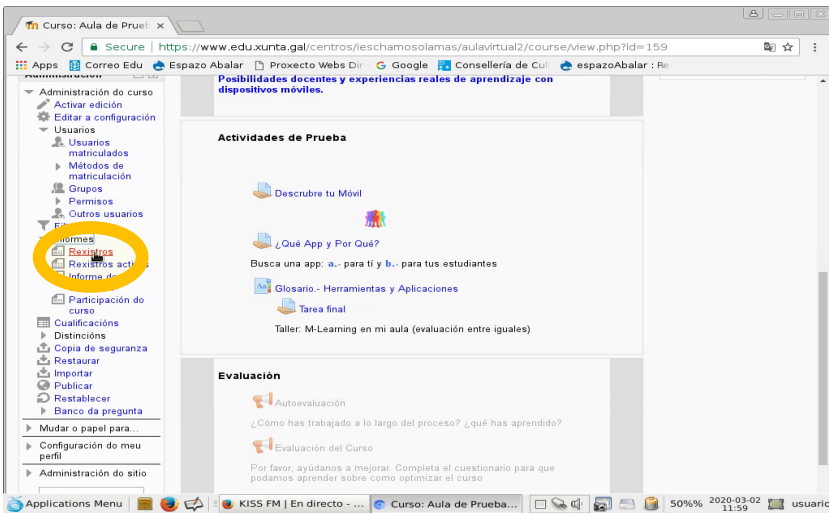 Curso: Aula de Prueb
Secure | https://www.edu.xunta.gal/centros/ieschamosolamas/aulavirtual2/course/view.php?id=159
Apps Correo Edu Espazo Abalar Proxecto Webs Din Google Consellería de Cul espazoAbalar : Re
Administración
Administración do curso
Activar edición
Editar a configuración
Usuarios
Usuarios
matriculados
Métodos de
matriculación
Grupos
Permisos
Outros usuarios
Informes
Rexistros
Rexistros activos
Informe de
Participación do
curso
Cualificacións
Distincións
Copia de seguranza
Restaurar
Importar
Publicar
Restablecer
Banco da pregunta
Mudar o papel para...
Configuración do meu
perfil
Administración do sitio
Posibilidades docentes y experiencias reales de aprendizaje con
dispositivos móviles.
Actividades de Prueba
Descrubre tu Móvil
¿Qué App y Por Qué?
Busca una app: a.- para tí y b.- para tus estudiantes
Glosario.- Herramientas y Aplicaciones
Tarea final
Taller: M-Learning en mi aula (evaluación entre iguales)
Evaluación
Autoevaluación
¿Cómo has trabajado a lo largo del proceso? ¿qué has aprendido?
Evaluación del Curso
Por favor, ayúdanos a mejorar. Completa el cuestionario para que
podamos aprender sobre como optimizar el curso
Applications Menu KISS FM | En directo - ... Curso: Aula de Prueba... 50% 2020-03-02 usuario
11:59